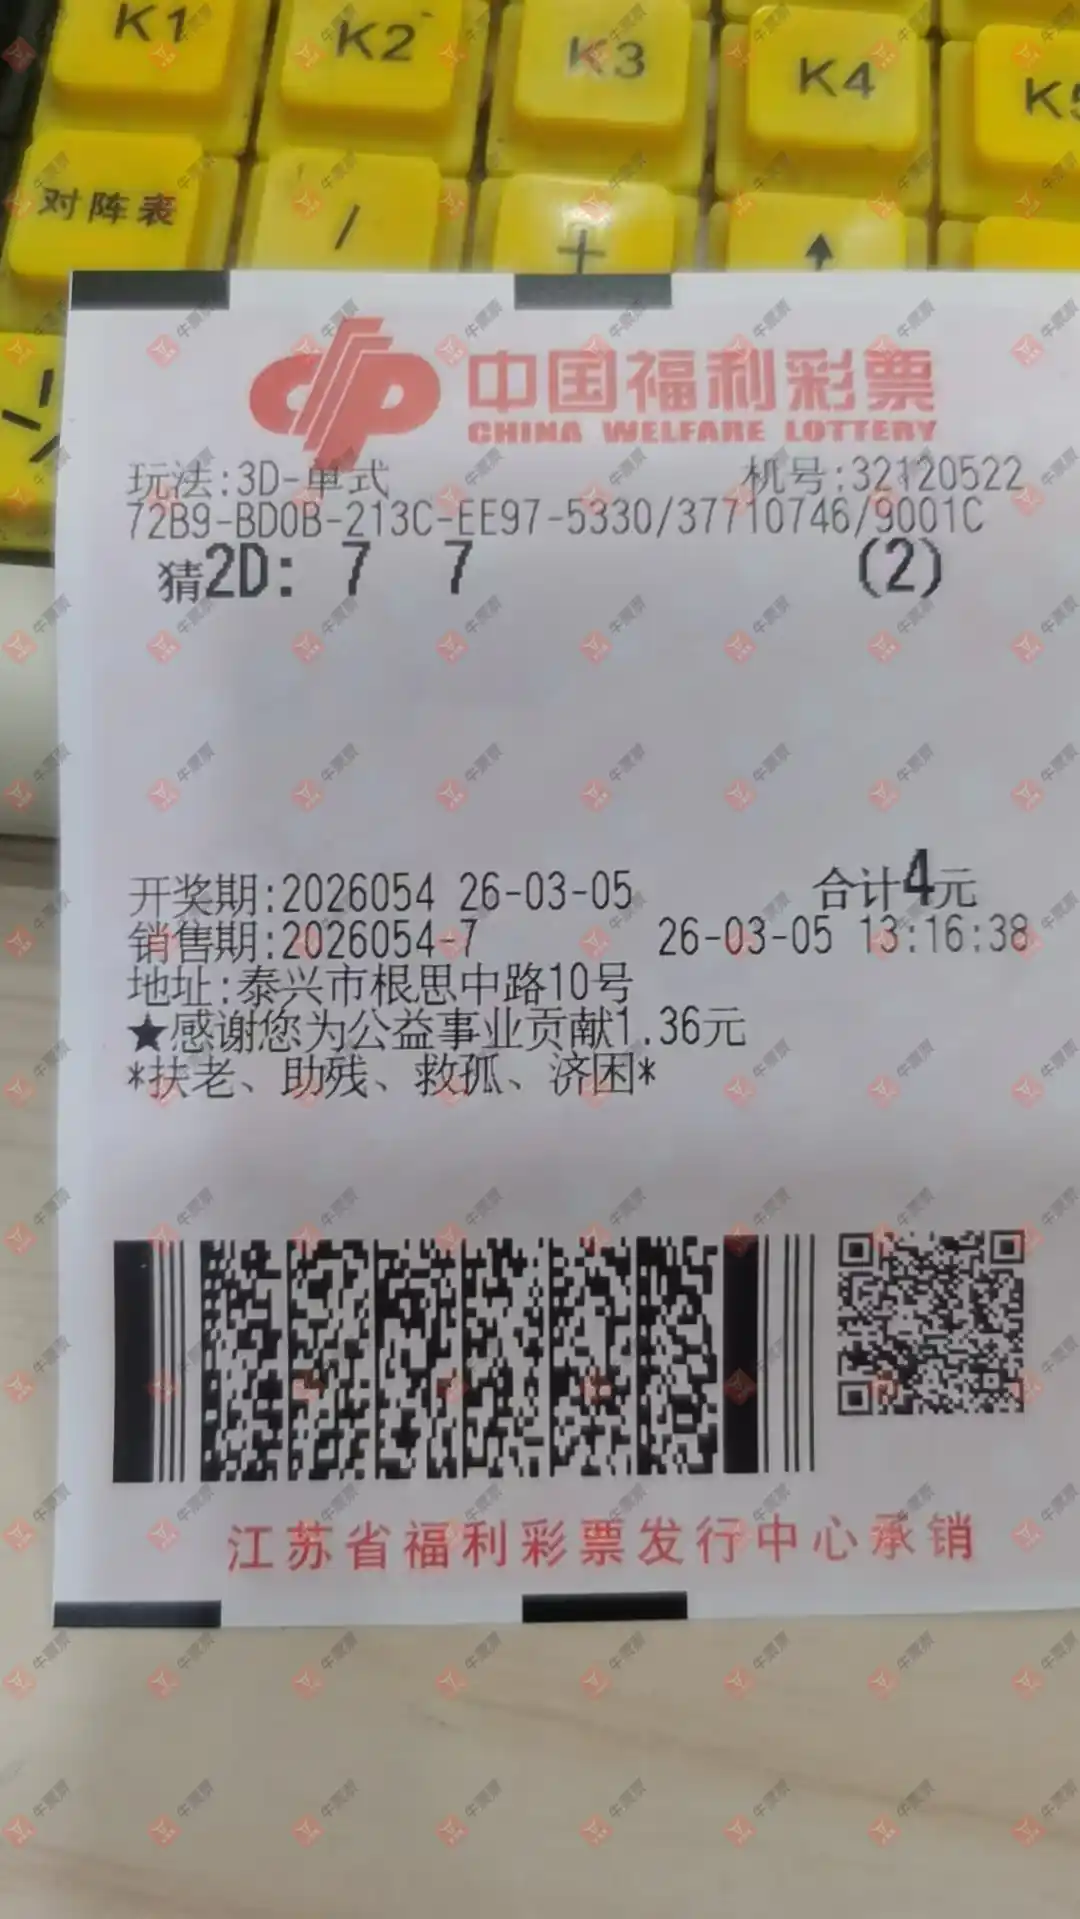 K1 K2 K3 K4 K5
对阵表 / + ↑
中国福利彩票
CHINA WELFARE LOTTERY
玩法:3D-单式 机号:32120522
72B9-BD0B-213C-EE97-5330/37710746/9001C
猜2D: 7 7 (2)
开奖期:2026054 26-03-05 合计4元
销售期:2026054-7 26-03-05 13:16:38
地址:泰兴市根思中路10号
★感谢您为公益事业贡献1.36元
*扶老、助残、救孤、济困*
江苏省福利彩票发行中心承销